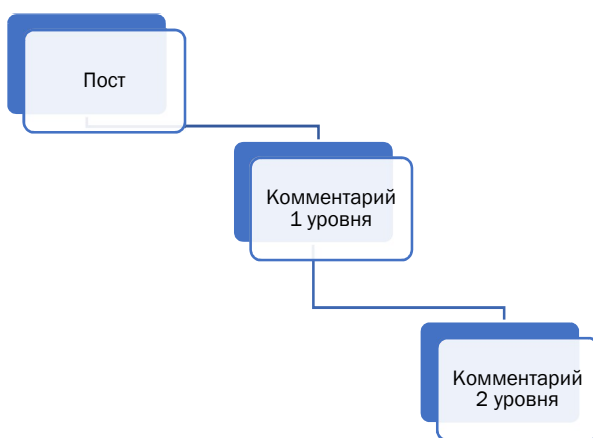 Пост
Комментарий
1 уровня
Комментарий
2 уровня